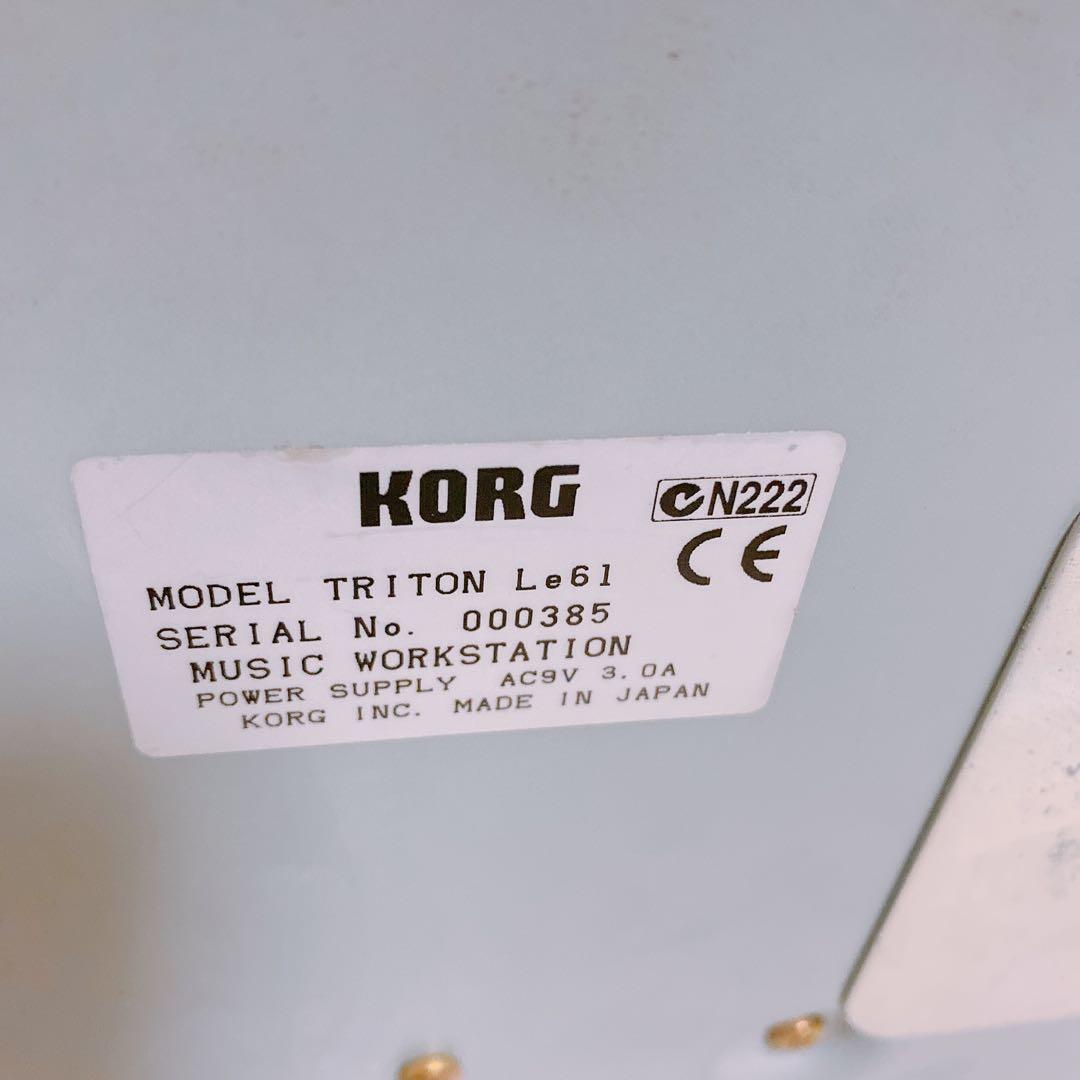 KORG
N222
CE
MODEL TRITON Le61
SERIAL No. 000385
MUSIC WORKSTATION
POWER SUPPLY AC9V 3.0A
KORG INC. MADE IN JAPAN